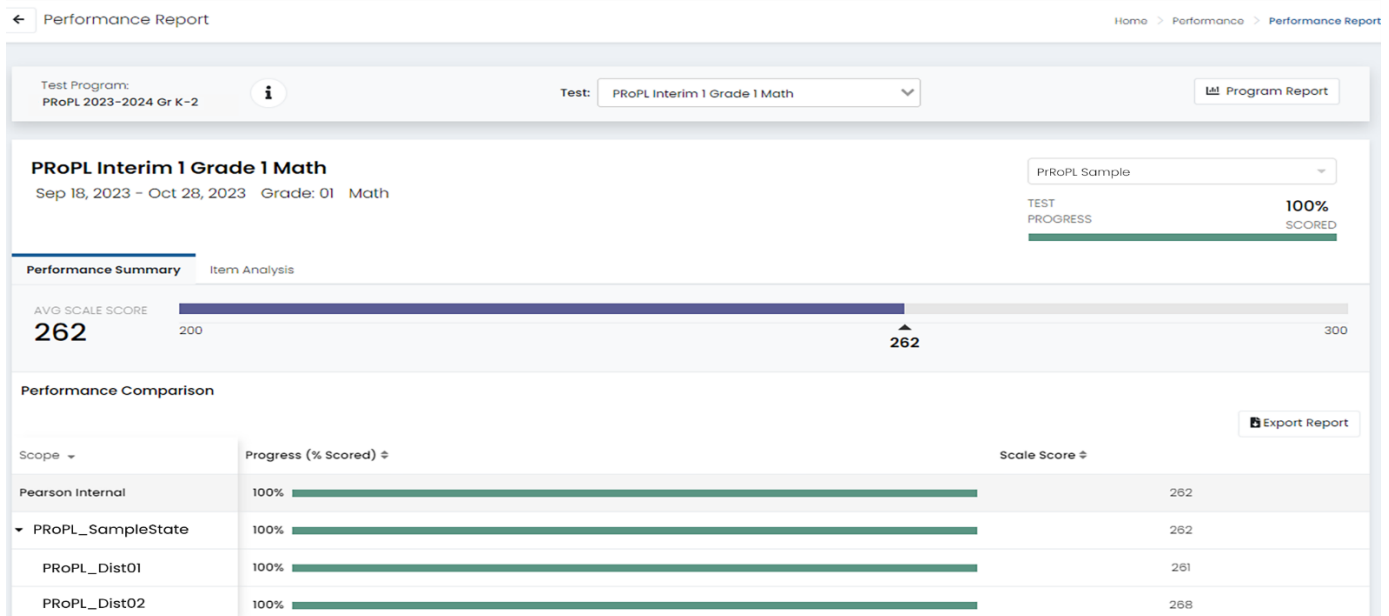 Performance Report
Home > Performance > Performance Report
Test Program:
PRoPL 2023-2024 Gr K-2
i
Test: PRoPL Interim 1 Grade 1 Math
Program Report
PRoPL Interim 1 Grade 1 Math
Sep 18, 2023 - Oct 28, 2023 Grade: 01 Math
PrRoPL Sample
TEST PROGRESS
100% SCORED
Performance Summary Item Analysis
AVG SCALE SCORE
262
200
262
300
Performance Comparison
Export Report
Scope Progress (% Scored) Scale Score
Pearson Internal 100% 262
PRoPL_SampleState 100% 262
PRoPL_Dist01 100% 261
PRoPL_Dist02 100% 268